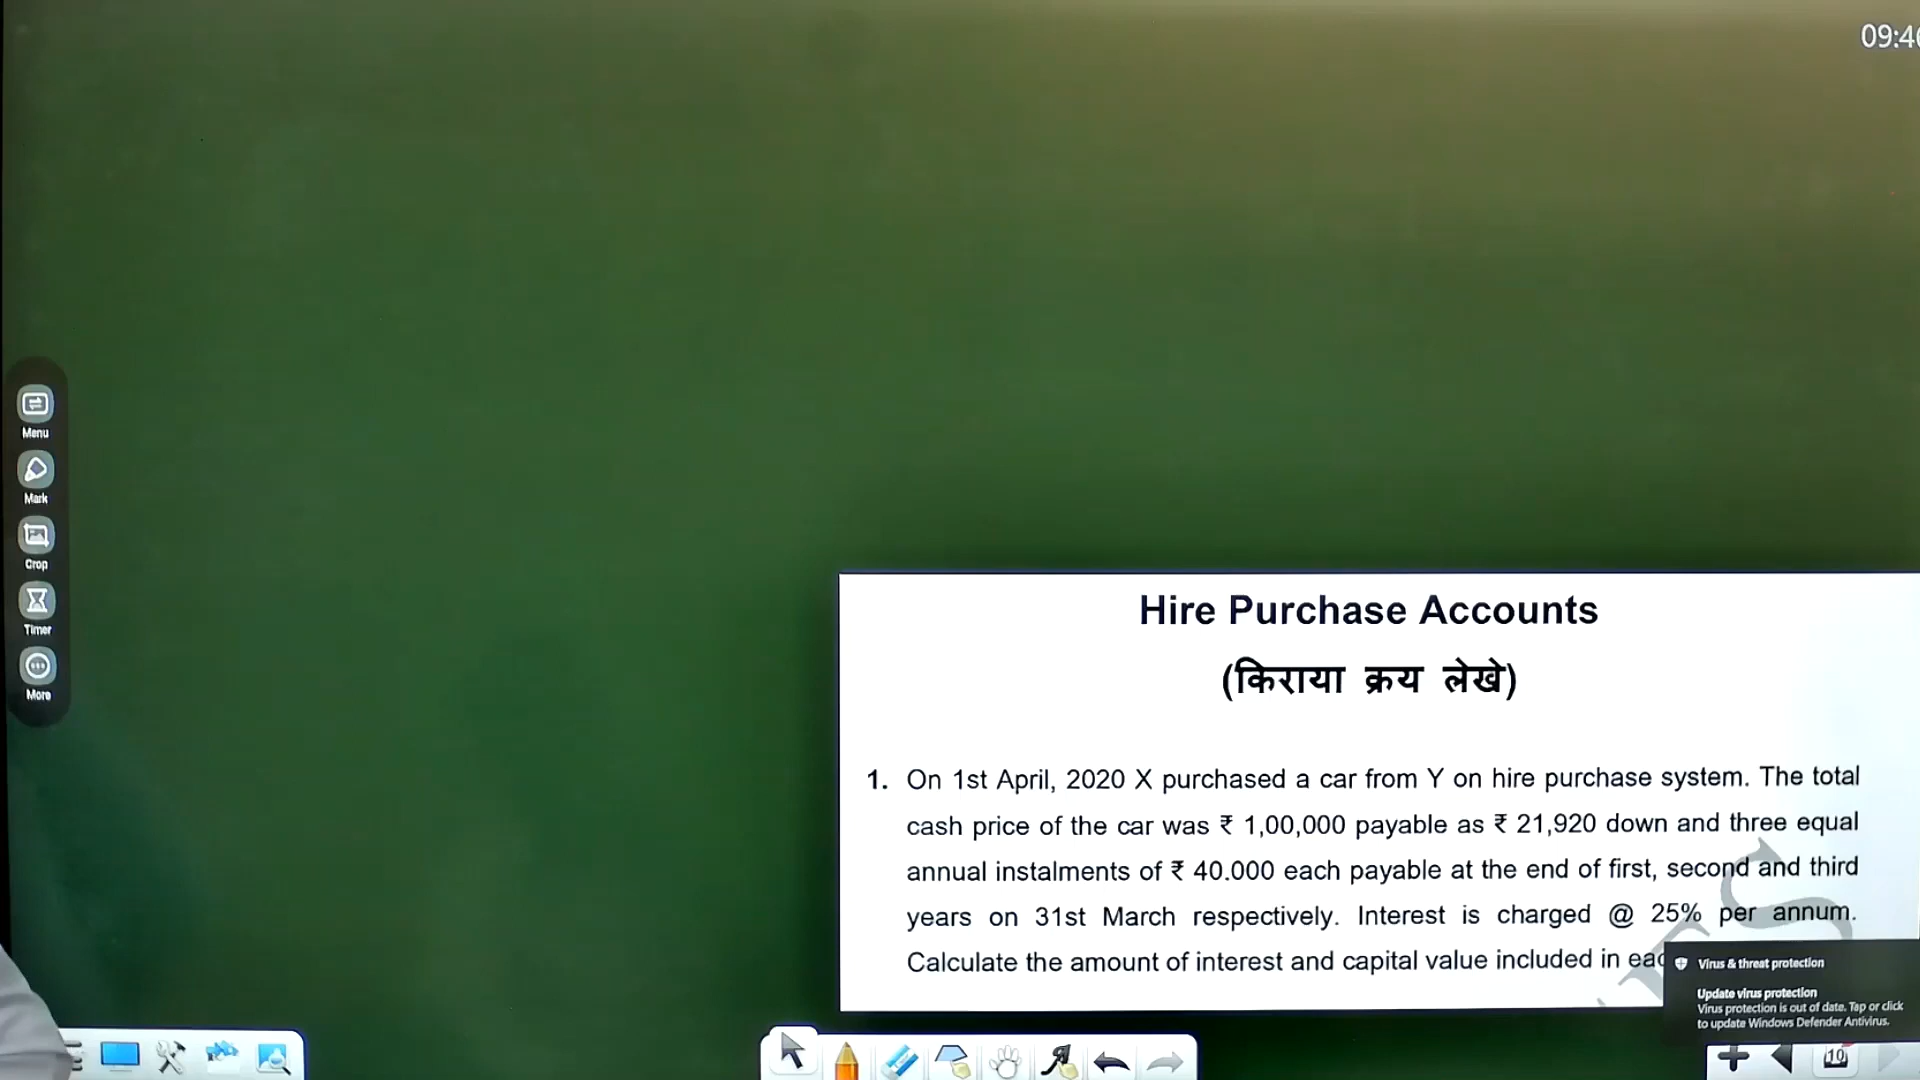 09:46
Menu
Mark
Crop
Timer
More
Hire Purchase Accounts
(किराया क्रय लेखे)
1. On 1st April, 2020 X purchased a car from Y on hire purchase system. The total
cash price of the car was ₹ 1,00,000 payable as ₹ 21,920 down and three equal
annual instalments of ₹ 40.000 each payable at the end of first, second and third
years on 31st March respectively. Interest is charged @ 25% per annum.
Calculate the amount of interest and capital value included in
Virus & threat protection
Update virus protection
Virus protection is out of date. Tap or click
to update Windows Defender Antivirus.
10